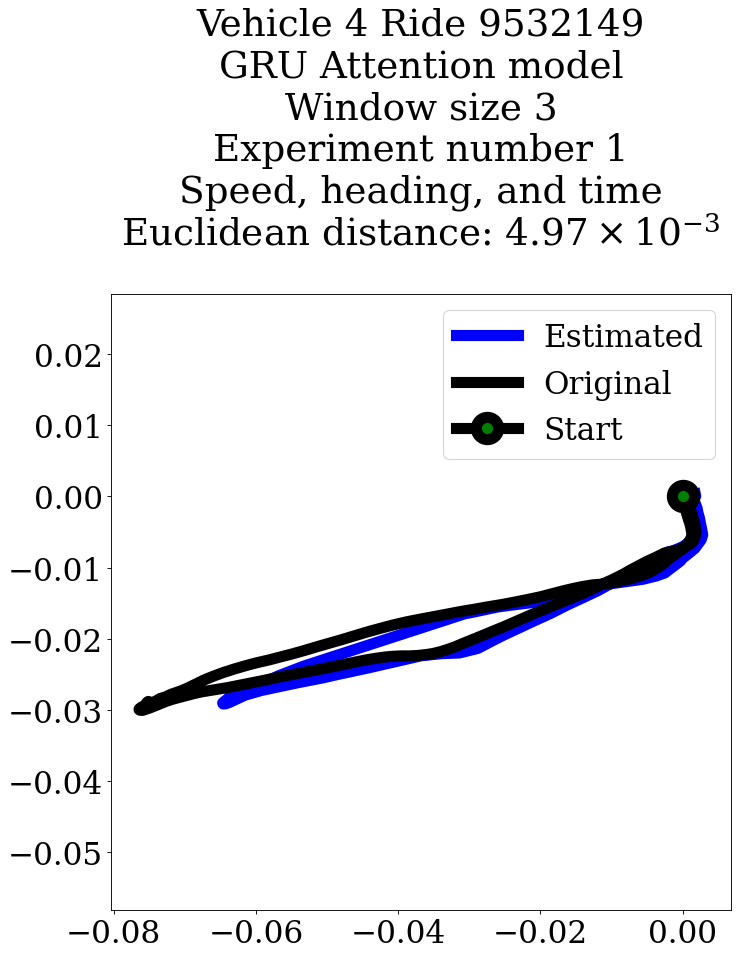 Vehicle 4 Ride 9532149
GRU Attention model
Window size 3
Experiment number 1
Speed, heading, and time
Euclidean distance: 4.97 × 10⁻³
Estimated
Original
Start
0.02
0.01
0.00
−0.01
−0.02
−0.03
−0.04
−0.05
−0.08 −0.06 −0.04 −0.02 0.00